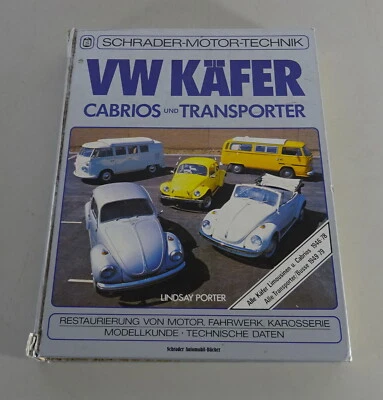 SCHRADER-MOTOR-TECHNIK
VW KÄFER
CABRIOS UND TRANSPORTER
Alle Käfer Limousinen u. Cabrios 1946-78
Alle Transporter/Busse 1949-79
LINDSAY PORTER
RESTAURIERUNG VON MOTOR, FAHRWERK, KAROSSERIE
MODELLKUNDE · TECHNISCHE DATEN
Schrader Automobil-Bücher